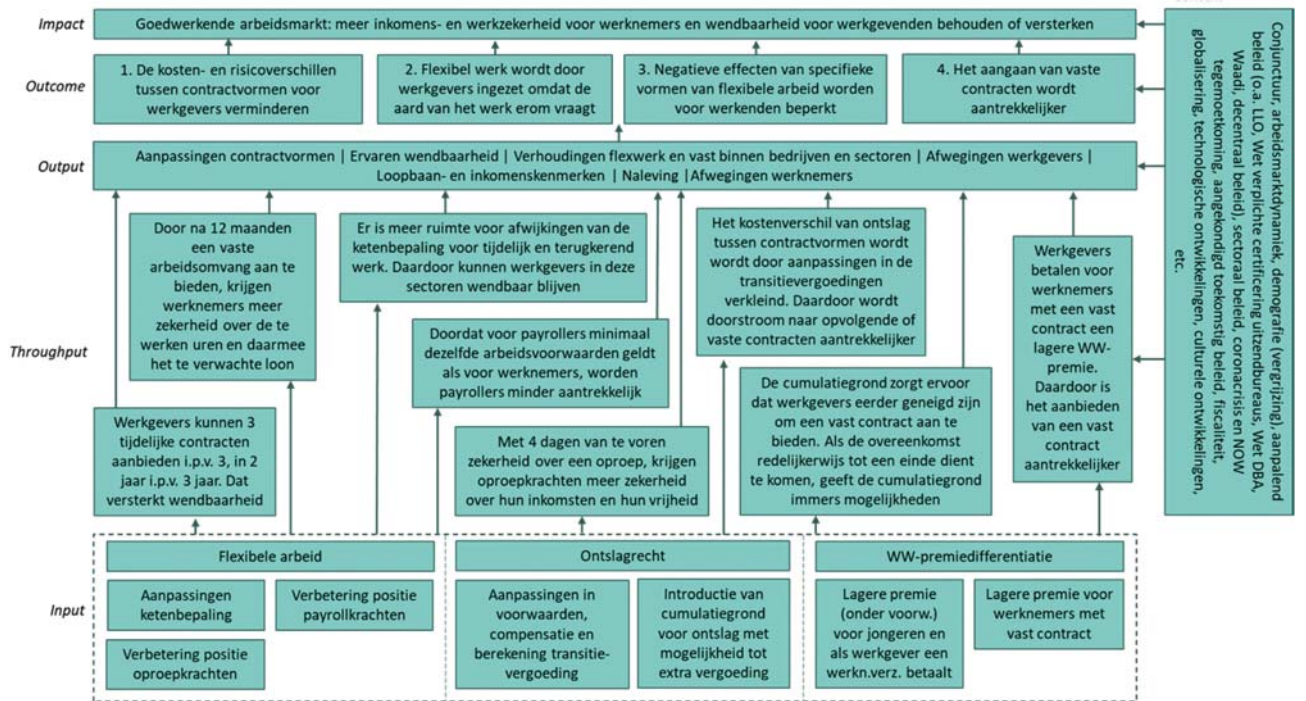 Impact
Goedwerkende arbeidsmarkt: meer inkomens- en werkzekerheid voor werknemers en wendbaarheid voor werkgevenden behouden of versterken
Outcome
1. De kosten- en risicoverschillen
tussen contractvormen voor
werkgevers verminderen
2. Flexibel werk wordt door
werkgevers ingezet omdat de
aard van het werk erom vraagt
3. Negatieve effecten van specifieke
vormen van flexibele arbeid worden
voor werkenden beperkt
4. Het aangaan van vaste
contracten wordt
aantrekkelijker
Output
Aanpassingen contractvormen | Ervaren wendbaarheid | Verhoudingen flexwerk en vast binnen bedrijven en sectoren | Afwegingen werkgevers |
Loopbaan- en inkomenskenmerken | Naleving |Afwegingen werknemers
Throughput
Door na 12 maanden
een vaste
arbeidsomvang aan te
bieden, krijgen
werknemers meer
zekerheid over de te
werken uren en daarmee
het te verwachte loon
Er is meer ruimte voor afwijkingen van de
ketenbepaling voor tijdelijk en terugkerend
werk. Daardoor kunnen werkgevers in deze
sectoren wendbaar blijven
Het kostenverschil van ontslag
tussen contractvormen wordt
wordt door aanpassingen in de
transitievergoedingen
verkleind. Daardoor wordt
doorstroom naar opvolgende of
vaste contracten aantrekkelijker
Werkgevers
betalen voor
werknemers
met een vast
contract een
lagere WW-
premie.
Daardoor is
het aanbieden
van een vast
contract
aantrekkelijker
Doordat voor payrollers minimaal
dezelfde arbeidsvoorwaarden geldt
als voor werknemers, worden
payrollers minder aantrekkelijk
De cumulatiegrond zorgt ervoor
dat werkgevers eerder geneigd zijn
om een vast contract aan te
bieden. Als de overeenkomst
redelijkerwijs tot een einde dient
te komen, geeft de cumulatiegrond
immers mogelijkheden
Werkgevers kunnen 3
tijdelijke contracten
aanbieden i.p.v. 3, in 2
jaar i.p.v. 3 jaar. Dat
versterkt wendbaarheid
Met 4 dagen van te voren
zekerheid over een oproep, krijgen
oproepkrachten meer zekerheid
over hun inkomsten en hun vrijheid
Input
Flexibele arbeid
Aanpassingen
ketenbepaling
Verbetering positie
payrollkrachten
Verbetering positie
oproepkrachten
Ontslagrecht
Aanpassingen in
voorwaarden,
compensatie en
berekening transitie-
vergoeding
Introductie van
cumulatiegrond
voor ontslag met
mogelijkheid tot
extra vergoeding
WW-premiedifferentiatie
Lagere premie
(onder voorw.)
voor jongeren en
als werkgever een
werkn.verz. betaalt
Lagere premie voor
werknemers met
vast contract
Conjunctuur, arbeidsmarktdynamiek, demografie (vergrijzing), aanpalend
beleid (o.a. LLO, Wet verplichte certificering uitzendbureaus, Wet DBA,
Waadi, decentraal beleid), sectoraal beleid, coronacrisis en NOW
tegemoetkoming, aangekondigd toekomstig beleid, fiscaliteit,
globalisering, technologische ontwikkelingen, culturele ontwikkelingen,
etc.